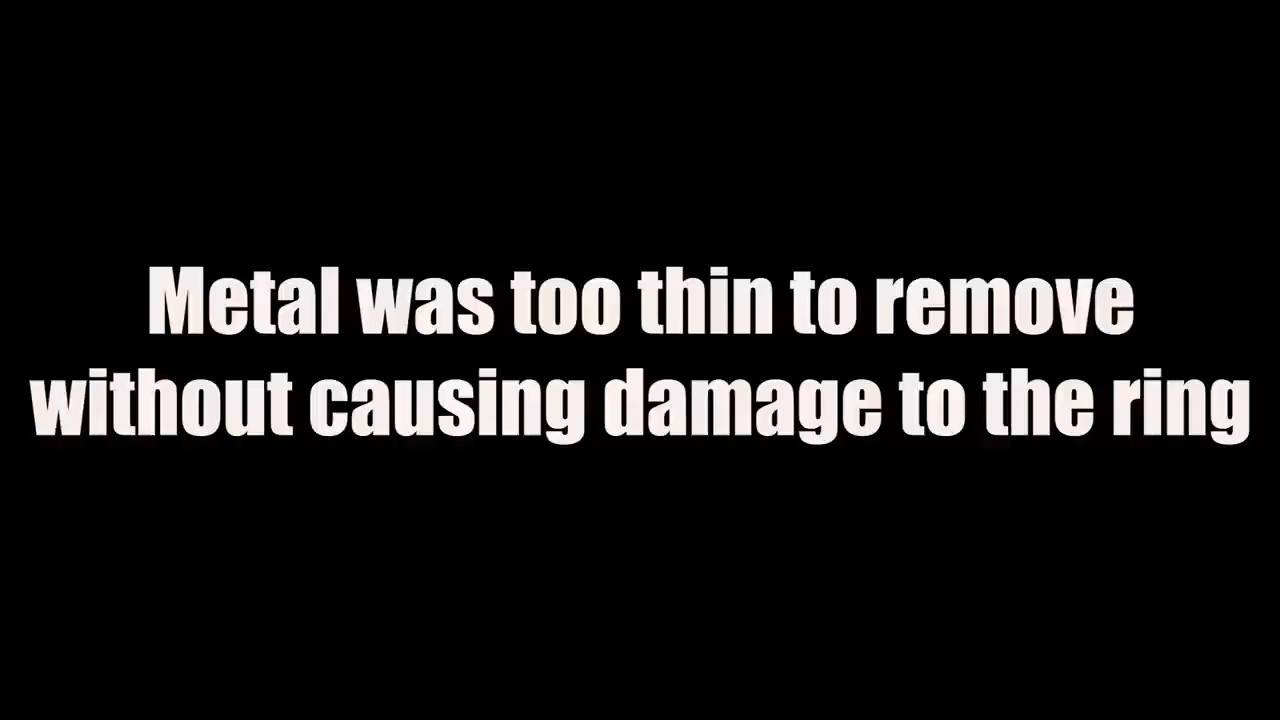 Metal was too thin to remove
without causing damage to the ring